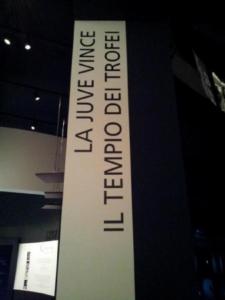 LA JUVE VINCE
IL TEMPIO DEI TROFEI